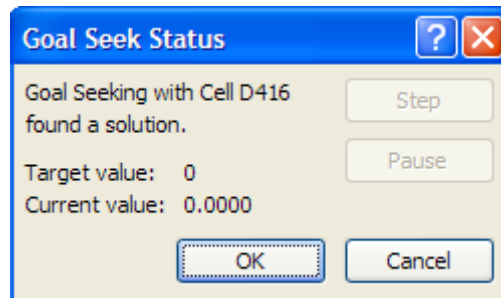 Goal Seek Status
Goal Seeking with Cell D416
found a solution.
Step
Pause
Target value: 0
Current value: 0.0000
OK
Cancel